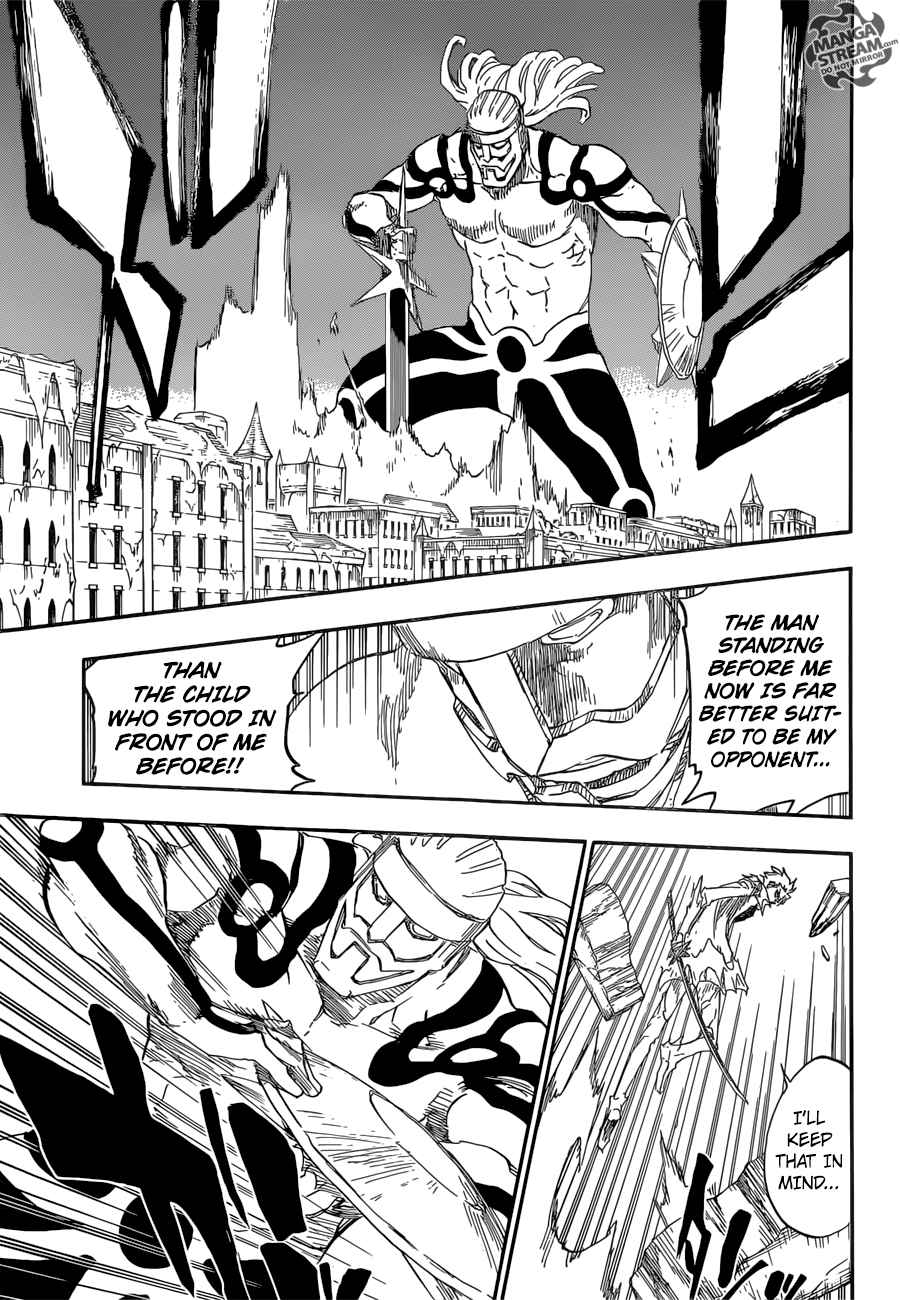 MANGA
STREAM.com
DO NOT MIRROR
THE MAN
STANDING
BEFORE ME
NOW IS FAR
BETTER SUIT-
ED TO BE MY
OPPONENT...
THAN
THE CHILD
WHO STOOD IN
FRONT OF ME
BEFORE!!
I'LL
KEEP
THAT IN
MIND...